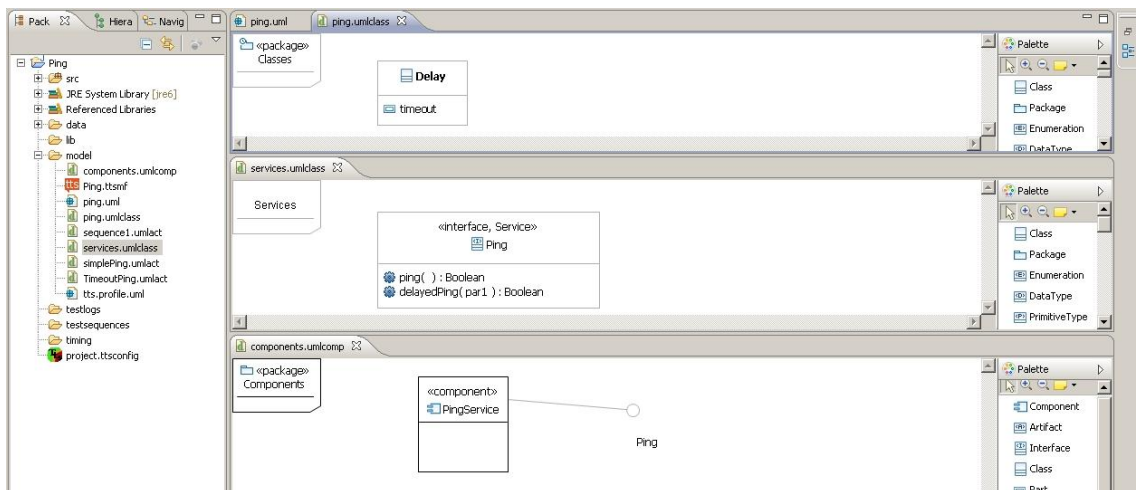 Pack
Hiera
Navig
Ping
src
JRE System Library [jre6]
Referenced Libraries
data
lib
model
components.umlcomp
tts
Ping.ttsmf
ping.uml
ping.umlclass
sequence1.umlact
services.umlclass
simplePing.umlact
TimeoutPing.umlact
tts.profile.uml
testlogs
testsequences
timing
project.ttsconfig
ping.uml
ping.umlclass
«package»
Classes
Delay
timeout
Palette
Class
Package
Enumeration
DataType
services.umlclass
Services
«interface, Service»
Ping
ping( ) : Boolean
delayedPing( par1 ) : Boolean
Palette
Class
Package
Enumeration
DataType
PrimitiveType
components.umlcomp
«package»
Components
«component»
PingService
Ping
Palette
Component
Artifact
Interface
Class
Part